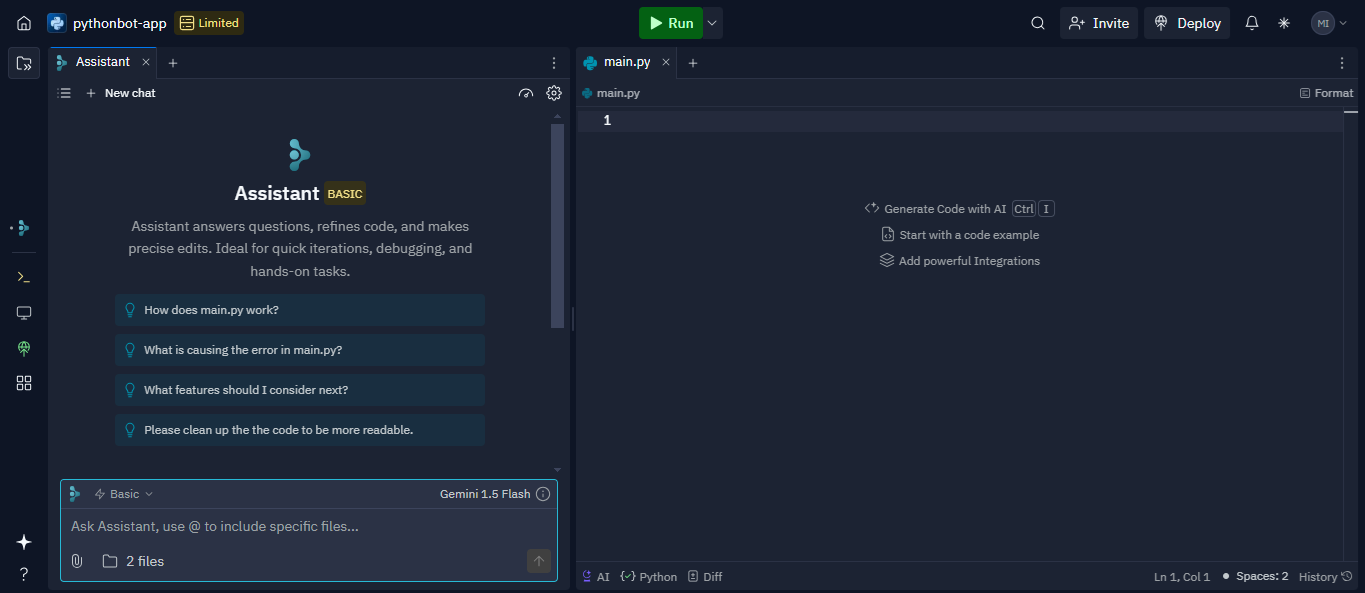 pythonbot-app Limited Run Invite Deploy MI
Assistant
main.py
New chat
main.py Format
1
Assistant BASIC
Assistant answers questions, refines code, and makes
precise edits. Ideal for quick iterations, debugging, and
hands-on tasks.
How does main.py work?
What is causing the error in main.py?
What features should I consider next?
Please clean up the the code to be more readable.
Generate Code with AI Ctrl I
Start with a code example
Add powerful Integrations
Basic Gemini 1.5 Flash
Ask Assistant, use @ to include specific files...
2 files
AI Python Diff Ln 1, Col 1 Spaces: 2 History